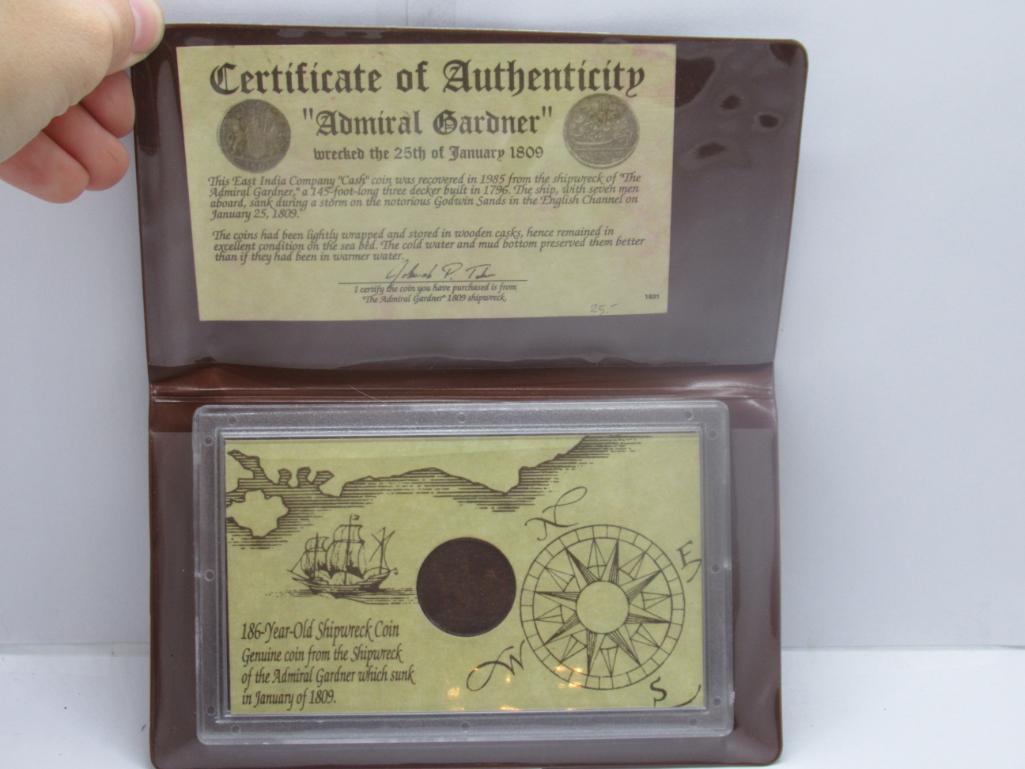 Certificate of Authenticity
"Admiral Gardner"
wrecked the 25th of January 1809
This East India Company "Cash" coin was recovered in 1985 from the shipwreck of "The
Admiral Gardner," a 145-foot-long three decker built in 1796. The ship, with seven men
aboard, sank during a storm on the notorious Godwin Sands in the English Channel on
January 25, 1809."
The coins had been lightly wrapped and stored in wooden casks, hence remained in
excellent condition on the sea bed. The cold water and mud bottom preserved them better
than if they had been in warmer water.
I certify the coin you have purchased is from
"The Admiral Gardner" 1809 shipwreck.
1831
25-
N
E
W
S
186-Year-Old Shipwreck Coin
Genuine coin from the Shipwreck
of the Admiral Gardner which sunk
in January of 1809.